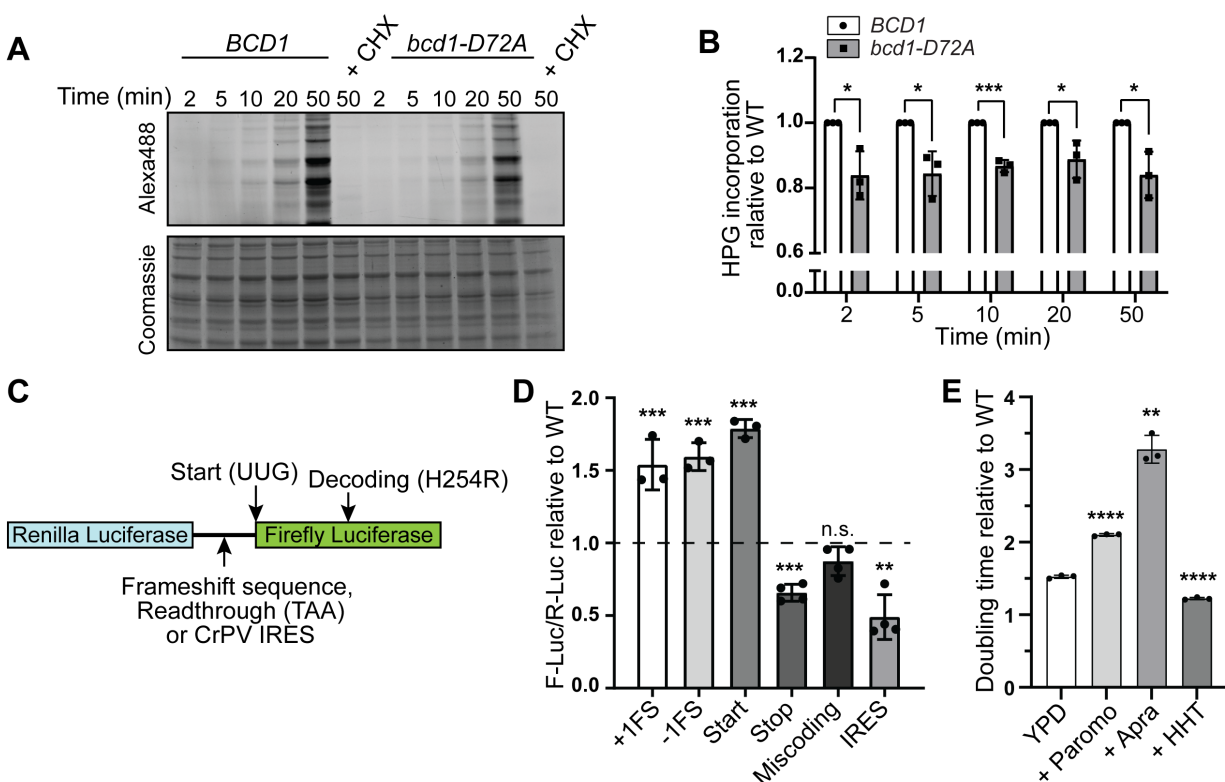 A
BCD1
+ CHX
bcd1-D72A
+ CHX
Time (min) 2 5 10 20 50 50 2 5 10 20 50 50
Alexa488
Coomassie
B
BCD1
bcd1-D72A
HPG incorporation
ralative to WT
1.2
1.0
0.8
0.6
0.0
* * *** * *
2 5 10 20 50
Time (min)
C
Start (UUG)
Decoding (H254R)
Renilla Luciferase
Firefly Luciferase
Frameshift sequence,
Readthrough (TAA)
or CrPV IRES
D
F-Luc/R-Luc relative to WT
2.0
1.5
1.0
0.5
0.0
*** *** *** *** n.s. **
+1FS
-1FS
Start
Stop
Miscoding
IRES
E
Doubling time relative to WT
4
3
2
1
0
**** ** ****
YPD
+ Paromo
+ Apra
+ HHT